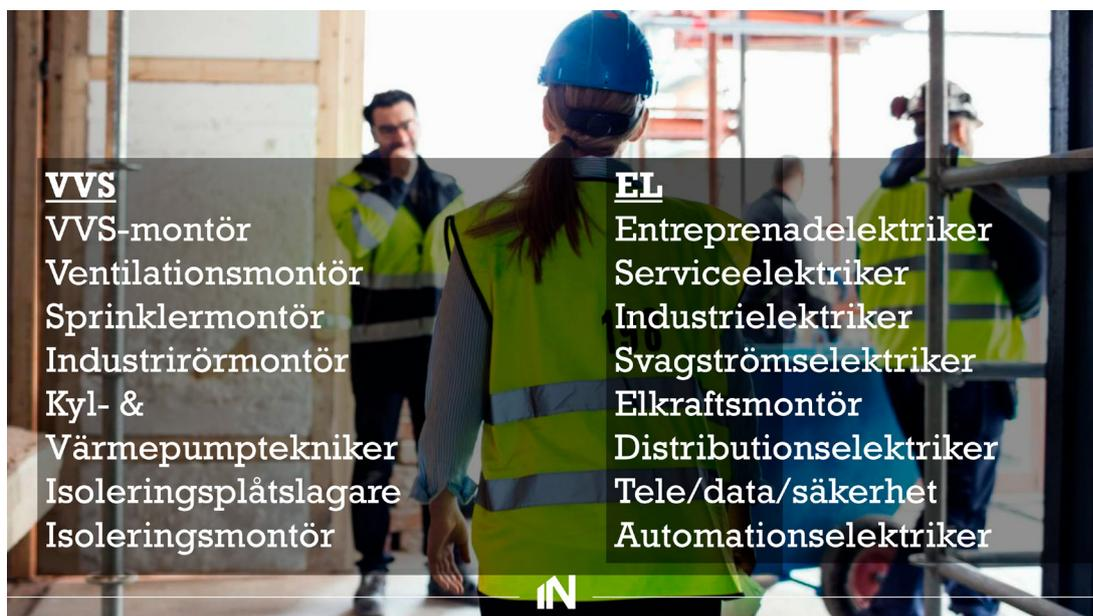 VVS
VVS-montör
Ventilationsmontör
Sprinklermontör
Industrirörmontör
Kyl- &
Värmepumptekniker
Isoleringsplåtslagare
Isoleringsmontör
EL
Entreprenadelektriker
Serviceelektriker
Industrielektriker
Svagströmselektriker
Elkraftsmontör
Distributionselektriker
Tele/data/säkerhet
Automationselektriker
IN